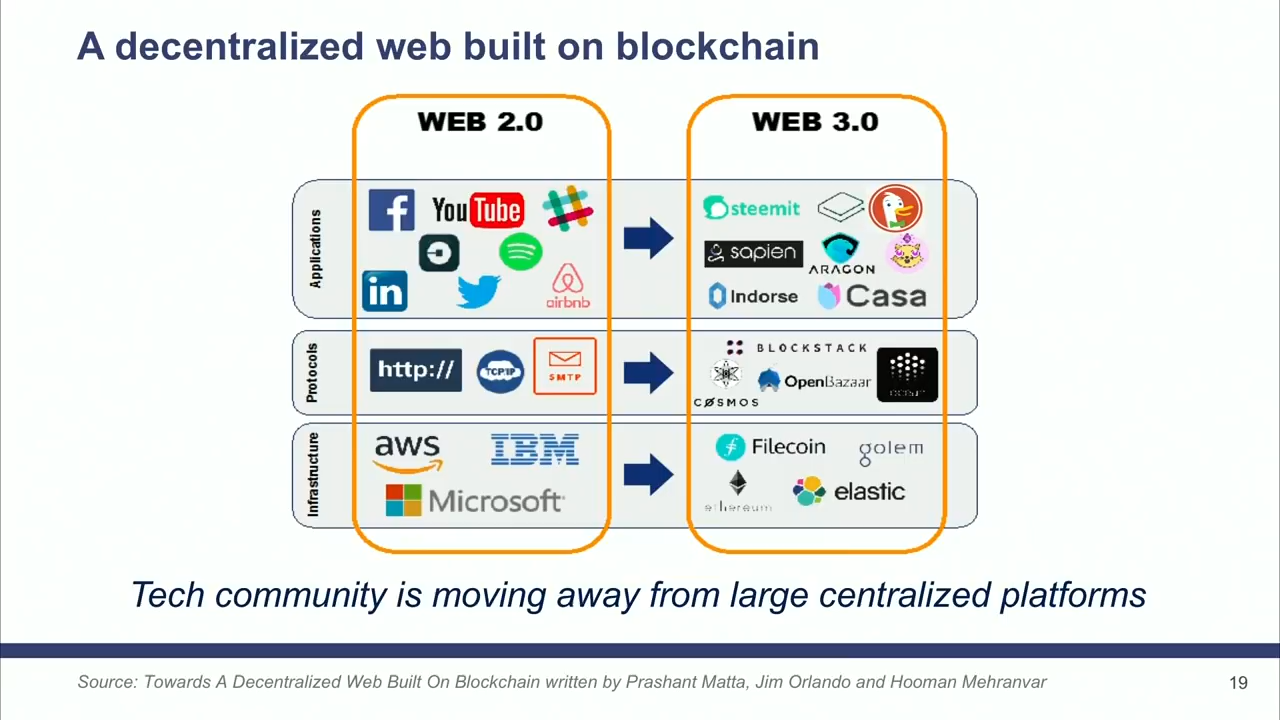 A decentralized web built on blockchain
WEB 2.0
WEB 3.0
Applications
YouTube
in
airbnb
steemit
sapien
ARAGON
Indorse
Casa
Protocols
http://
TCP/IP
SMTP
BLOCKSTACK
COSMOS
OpenBazaar
ocean
Infrastructure
aws
IBM
Microsoft
Filecoin
golem
ethereum
elastic
Tech community is moving away from large centralized platforms
Source: Towards A Decentralized Web Built On Blockchain written by Prashant Matta, Jim Orlando and Hooman Mehranvar
19